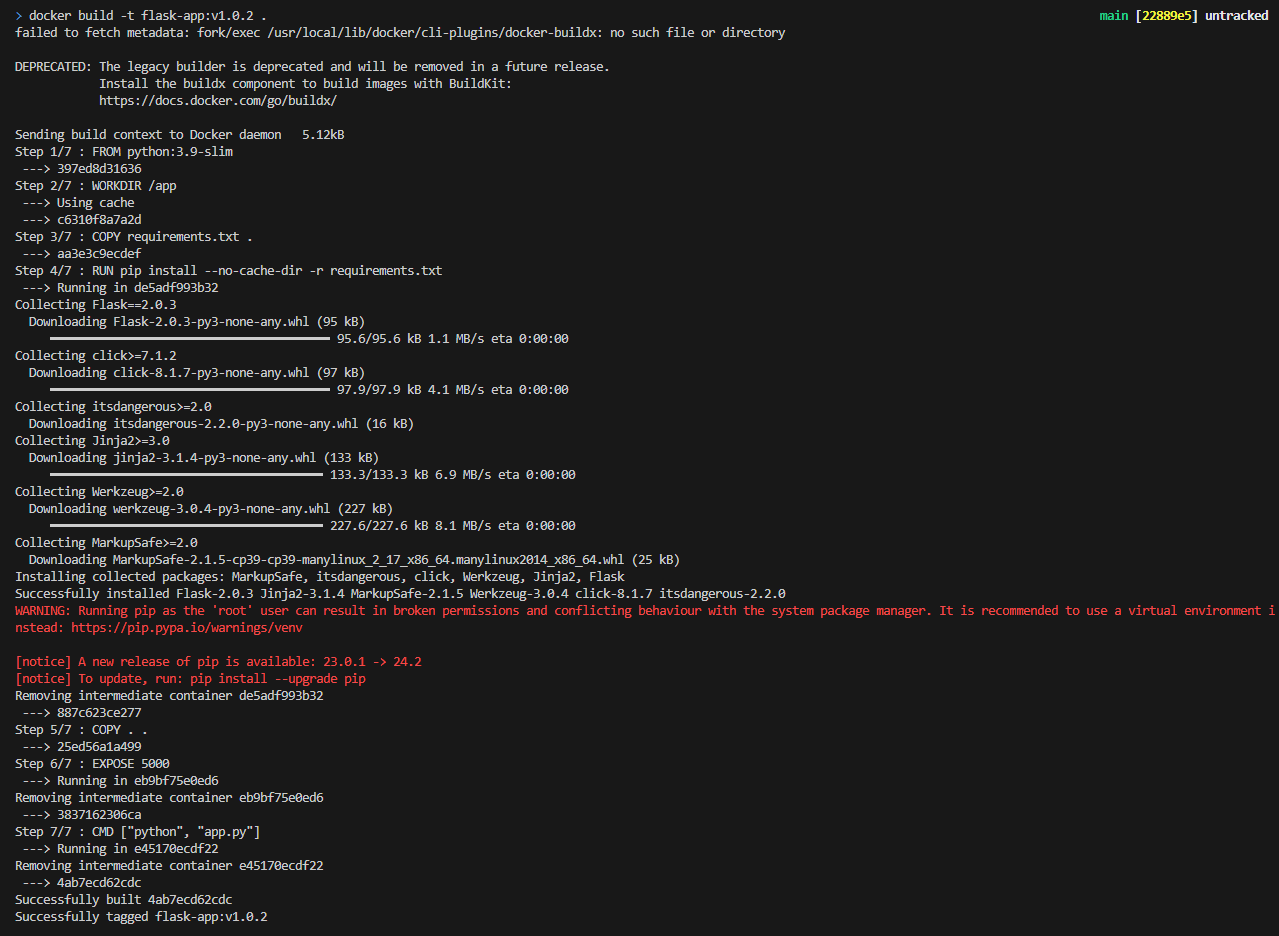 > docker build -t flask-app:v1.0.2 . main [22889e5] untracked
failed to fetch metadata: fork/exec /usr/local/lib/docker/cli-plugins/docker-buildx: no such file or directory
DEPRECATED: The legacy builder is deprecated and will be removed in a future release.
Install the buildx component to build images with BuildKit:
https://docs.docker.com/go/buildx/
Sending build context to Docker daemon 5.12kB
Step 1/7 : FROM python:3.9-slim
---> 397ed8d31636
Step 2/7 : WORKDIR /app
---> Using cache
---> c6310f8a7a2d
Step 3/7 : COPY requirements.txt .
---> aa3e3c9ecdef
Step 4/7 : RUN pip install --no-cache-dir -r requirements.txt
---> Running in de5adf993b32
Collecting Flask==2.0.3
Downloading Flask-2.0.3-py3-none-any.whl (95 kB)
95.6/95.6 kB 1.1 MB/s eta 0:00:00
Collecting click>=7.1.2
Downloading click-8.1.7-py3-none-any.whl (97 kB)
97.9/97.9 kB 4.1 MB/s eta 0:00:00
Collecting itsdangerous>=2.0
Downloading itsdangerous-2.2.0-py3-none-any.whl (16 kB)
Collecting Jinja2>=3.0
Downloading jinja2-3.1.4-py3-none-any.whl (133 kB)
133.3/133.3 kB 6.9 MB/s eta 0:00:00
Collecting Werkzeug>=2.0
Downloading werkzeug-3.0.4-py3-none-any.whl (227 kB)
227.6/227.6 kB 8.1 MB/s eta 0:00:00
Collecting MarkupSafe>=2.0
Downloading MarkupSafe-2.1.5-cp39-cp39-manylinux_2_17_x86_64.manylinux2014_x86_64.whl (25 kB)
Installing collected packages: MarkupSafe, itsdangerous, click, Werkzeug, Jinja2, Flask
Successfully installed Flask-2.0.3 Jinja2-3.1.4 MarkupSafe-2.1.5 Werkzeug-3.0.4 click-8.1.7 itsdangerous-2.2.0
WARNING: Running pip as the 'root' user can result in broken permissions and conflicting behaviour with the system package manager. It is recommended to use a virtual environment i
nstead: https://pip.pypa.io/warnings/venv
[notice] A new release of pip is available: 23.0.1 -> 24.2
[notice] To update, run: pip install --upgrade pip
Removing intermediate container de5adf993b32
---> 887c623ce277
Step 5/7 : COPY . .
---> 25ed56a1a499
Step 6/7 : EXPOSE 5000
---> Running in eb9bf75e0ed6
Removing intermediate container eb9bf75e0ed6
---> 3837162306ca
Step 7/7 : CMD ["python", "app.py"]
---> Running in e45170ecdf22
Removing intermediate container e45170ecdf22
---> 4ab7ecd62cdc
Successfully built 4ab7ecd62cdc
Successfully tagged flask-app:v1.0.2